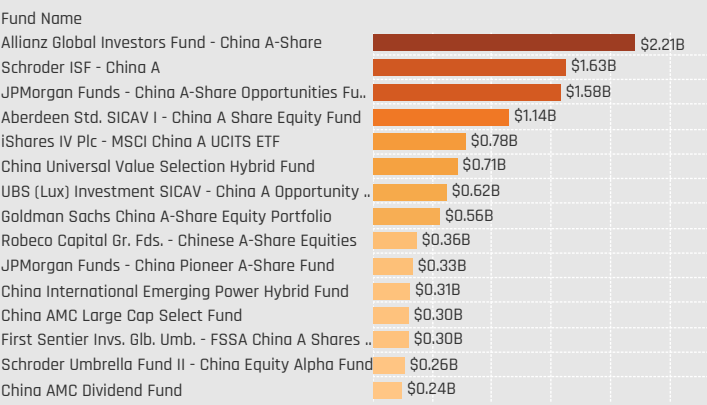 Fund Name
Allianz Global Investors Fund - China A-Share $2.21B
Schroder ISF - China A $1.63B
JPMorgan Funds - China A-Share Opportunities Fu.. $1.58B
Aberdeen Std. SICAV I - China A Share Equity Fund $1.14B
iShares IV Plc - MSCI China A UCITS ETF $0.78B
China Universal Value Selection Hybrid Fund $0.71B
UBS (Lux) Investment SICAV - China A Opportunity .. $0.62B
Goldman Sachs China A-Share Equity Portfolio $0.56B
Robeco Capital Gr. Fds. - Chinese A-Share Equities $0.36B
JPMorgan Funds - China Pioneer A-Share Fund $0.33B
China International Emerging Power Hybrid Fund $0.31B
China AMC Large Cap Select Fund $0.30B
First Sentier Invs. Glb. Umb. - FSSA China A Shares .. $0.30B
Schroder Umbrella Fund II - China Equity Alpha Fund $0.26B
China AMC Dividend Fund $0.24B